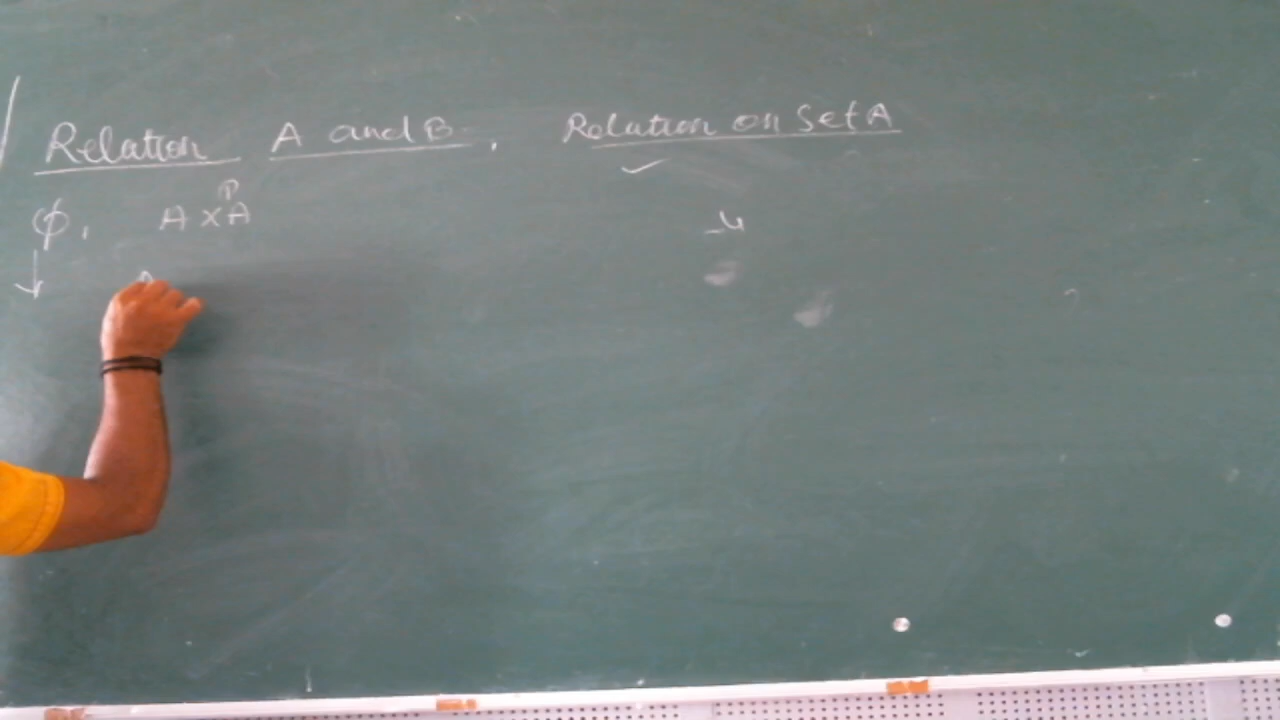 Relation A and B, Relation on Set A
φ, A × A